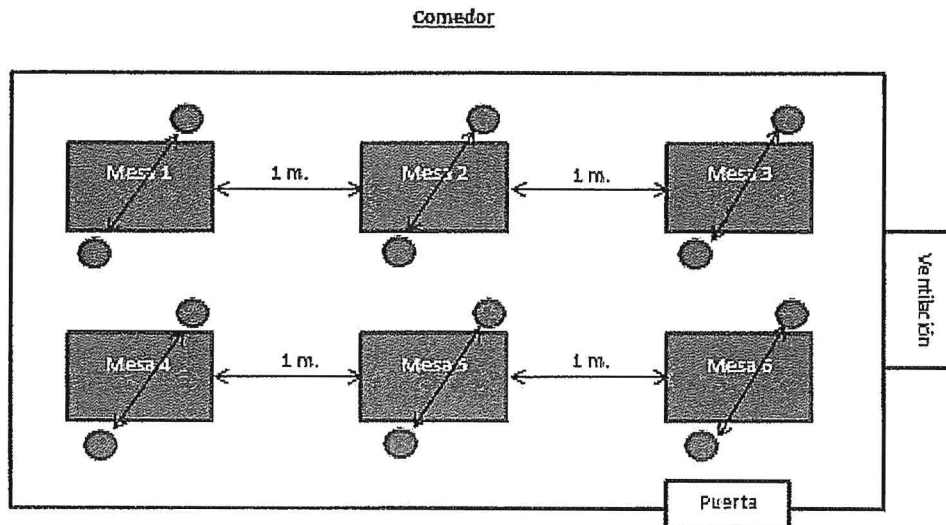 Comedor
Mesa 1
1 m.
Mesa 2
1 m.
Mesa 3
Ventilación
Mesa 4
1 m.
Mesa 5
1 m.
Mesa 6
Puerta